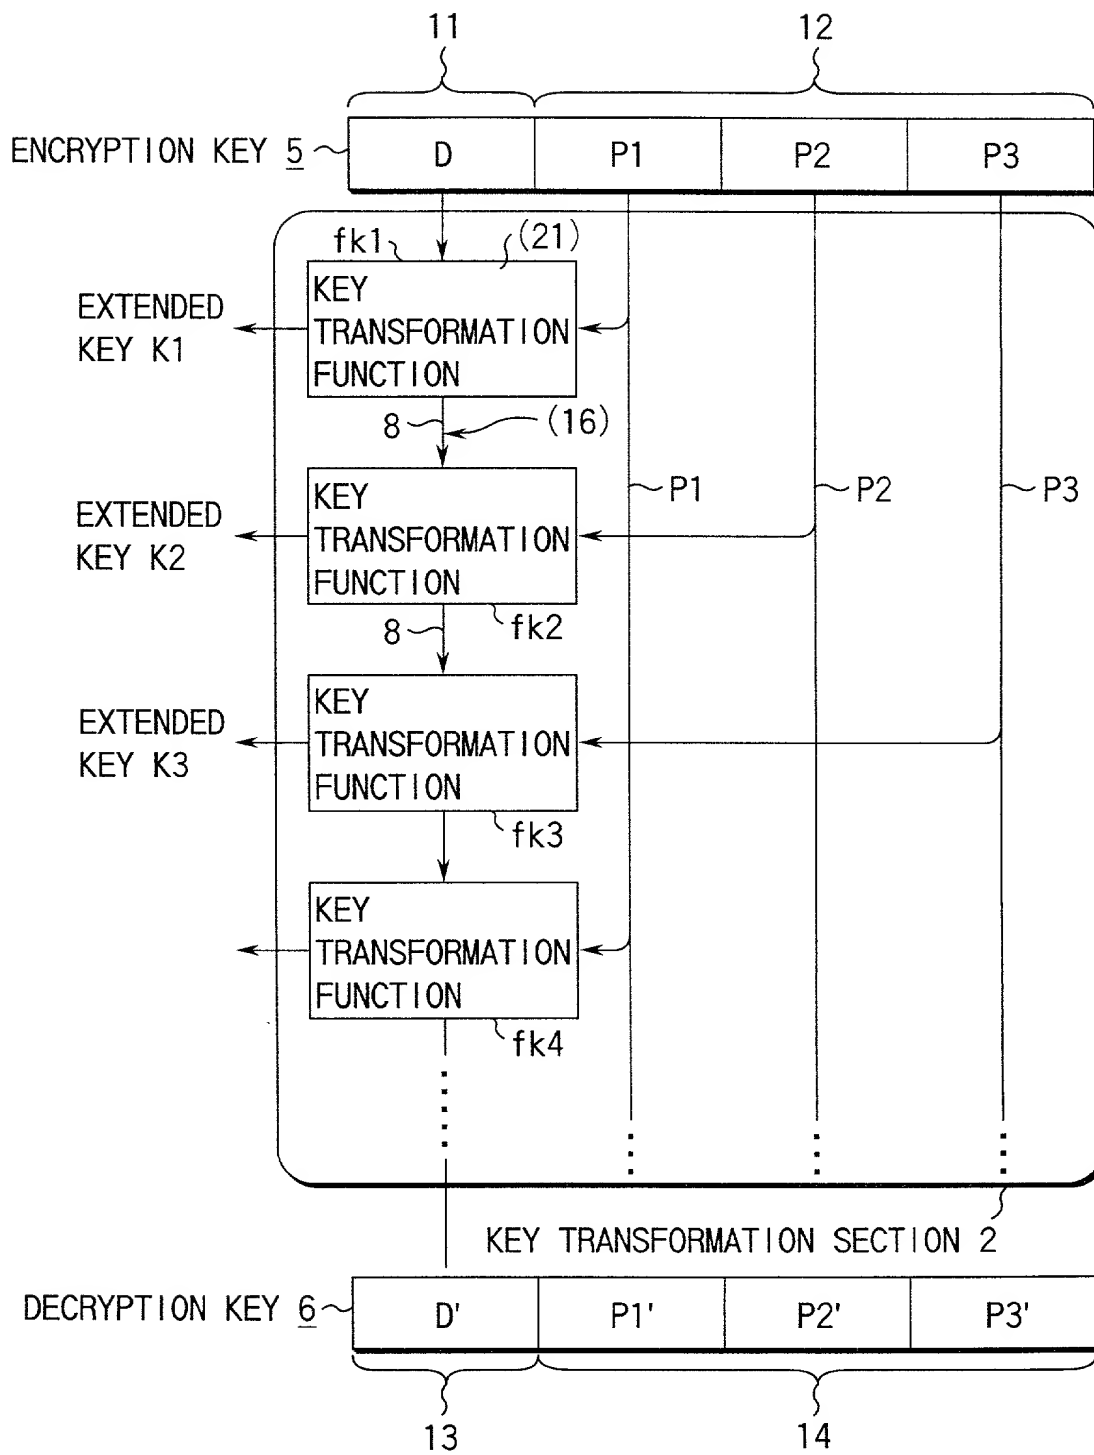 11 12
ENCRYPTION KEY 5 D P1 P2 P3
fk1 (21)
KEY
TRANSFORMATION
FUNCTION
EXTENDED
KEY K1
8 (16)
KEY
TRANSFORMATION
FUNCTION
P1 P2 P3
EXTENDED
KEY K2
fk2
8
KEY
TRANSFORMATION
FUNCTION
EXTENDED
KEY K3
fk3
KEY
TRANSFORMATION
FUNCTION
fk4
KEY TRANSFORMATION SECTION 2
DECRYPTION KEY 6 D' P1' P2' P3'
13 14